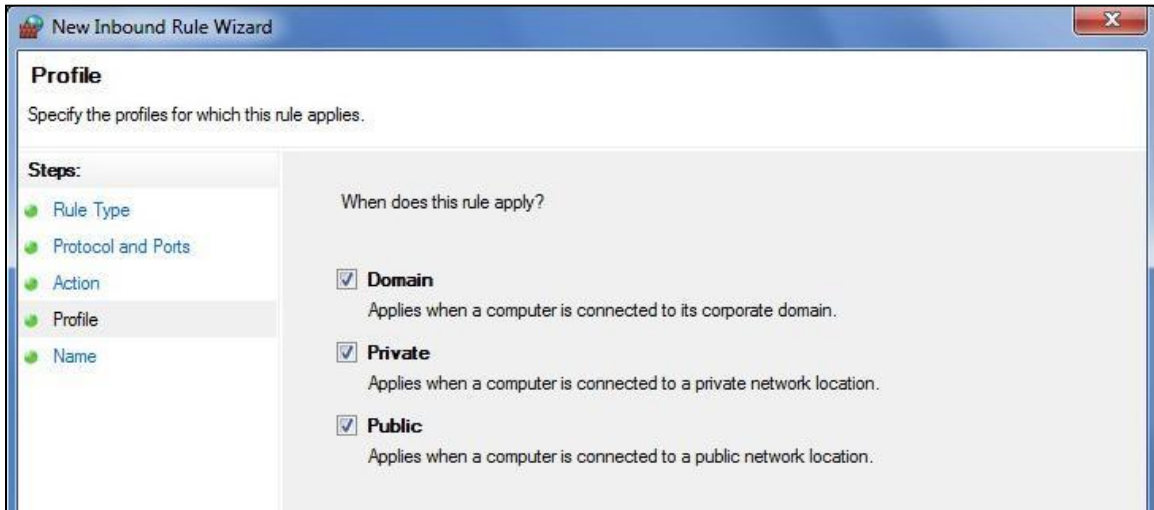 New Inbound Rule Wizard
Profile
Specify the profiles for which this rule applies.
Steps:
Rule Type
Protocol and Ports
Action
Profile
Name
When does this rule apply?
Domain
Applies when a computer is connected to its corporate domain.
Private
Applies when a computer is connected to a private network location.
Public
Applies when a computer is connected to a public network location.